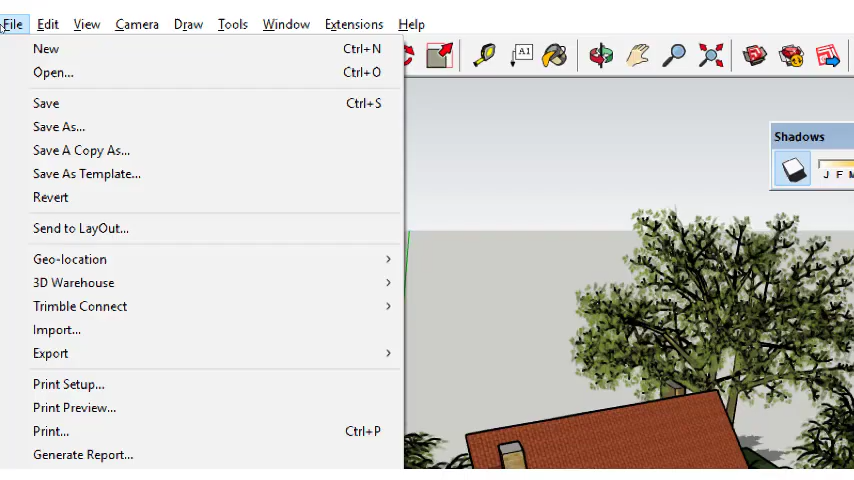 File Edit View Camera Draw Tools Window Extensions Help
New Ctrl+N
Open... Ctrl+O
Save Ctrl+S
Save As...
Save A Copy As...
Save As Template...
Revert
Send to LayOut...
Geo-location
3D Warehouse
Trimble Connect
Import...
Export
Print Setup...
Print Preview...
Print... Ctrl+P
Generate Report...
A1
Shadows
J F M